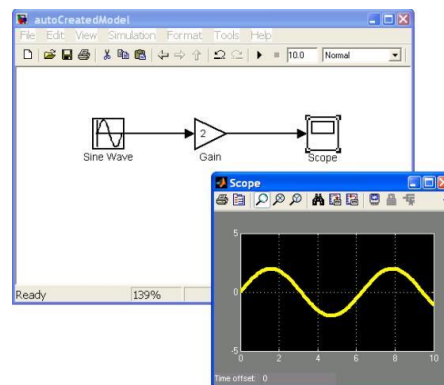 autoCreatedModel
File Edit View Simulation Format Tools Help
10.0 Normal
2
Sine Wave Gain Scope
Ready 139%
Scope
5
0
-5
0 2 4 6 8 10
Time offset: 0